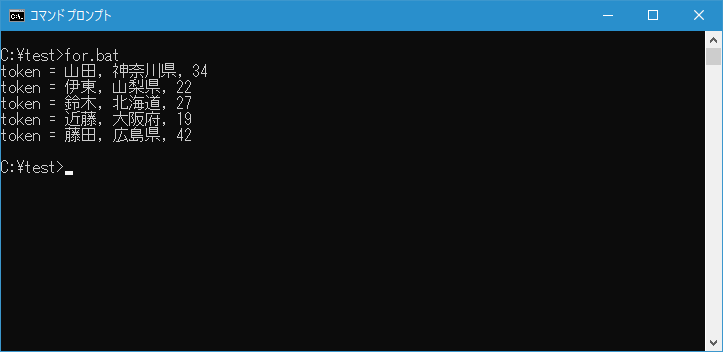 コマンドプロンプト
C:¥test>for.bat
token = 山田, 神奈川県, 34
token = 伊東, 山梨県, 22
token = 鈴木, 北海道, 27
token = 近藤, 大阪府, 19
token = 藤田, 広島県, 42
C:¥test>